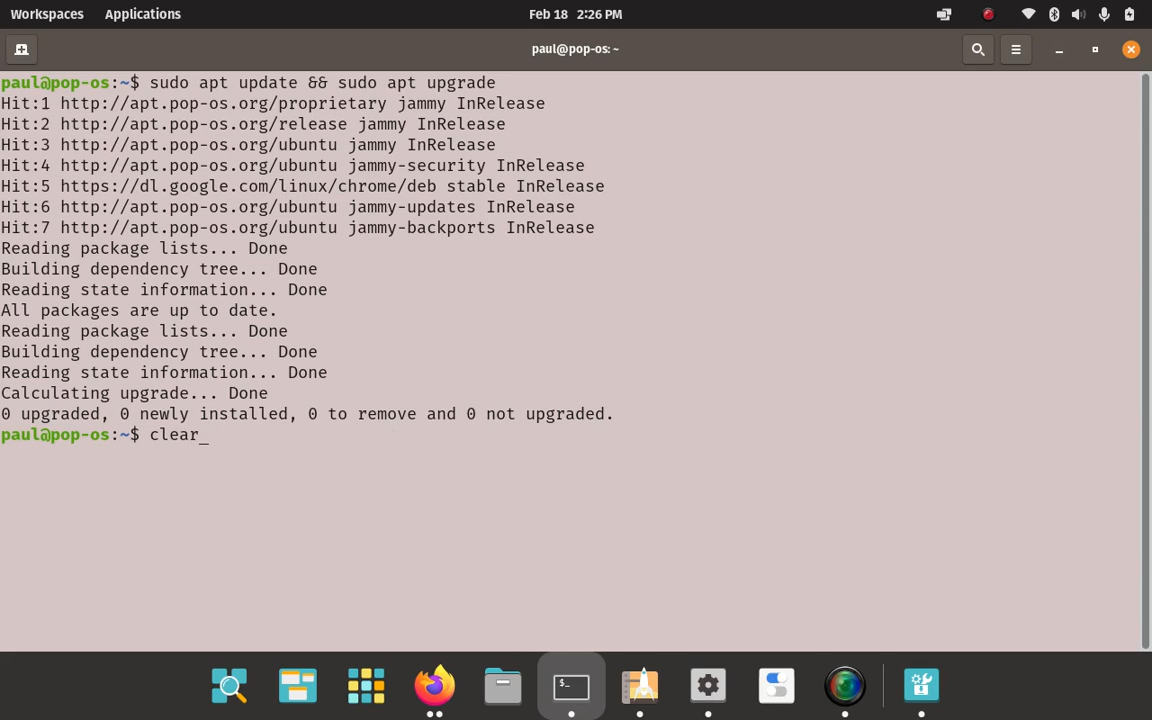 Workspaces Applications Feb 18 2:26 PM
paul@pop-os: ~
paul@pop-os:~$ sudo apt update && sudo apt upgrade
Hit:1 http://apt.pop-os.org/proprietary jammy InRelease
Hit:2 http://apt.pop-os.org/release jammy InRelease
Hit:3 http://apt.pop-os.org/ubuntu jammy InRelease
Hit:4 http://apt.pop-os.org/ubuntu jammy-security InRelease
Hit:5 https://dl.google.com/linux/chrome/deb stable InRelease
Hit:6 http://apt.pop-os.org/ubuntu jammy-updates InRelease
Hit:7 http://apt.pop-os.org/ubuntu jammy-backports InRelease
Reading package lists... Done
Building dependency tree... Done
Reading state information... Done
All packages are up to date.
Reading package lists... Done
Building dependency tree... Done
Reading state information... Done
Calculating upgrade... Done
0 upgraded, 0 newly installed, 0 to remove and 0 not upgraded.
paul@pop-os:~$ clear_
$_